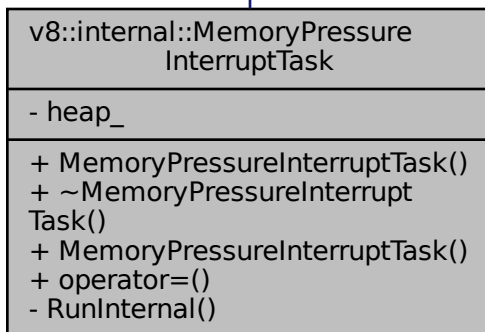 v8::internal::MemoryPressure
InterruptTask
- heap_
+ MemoryPressureInterruptTask()
+ ~MemoryPressureInterrupt
Task()
+ MemoryPressureInterruptTask()
+ operator=()
- RunInternal()